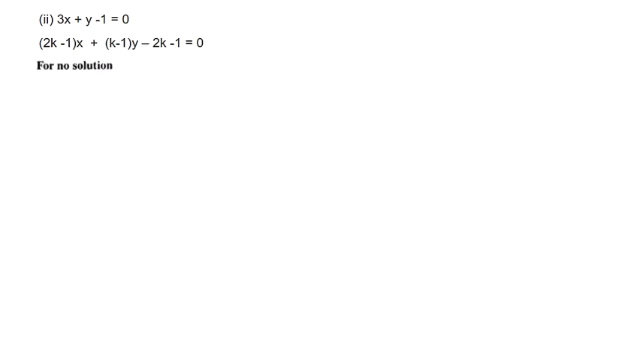 (ii) 3x + y -1 = 0
(2k -1)x + (k-1)y – 2k -1 = 0
For no solution